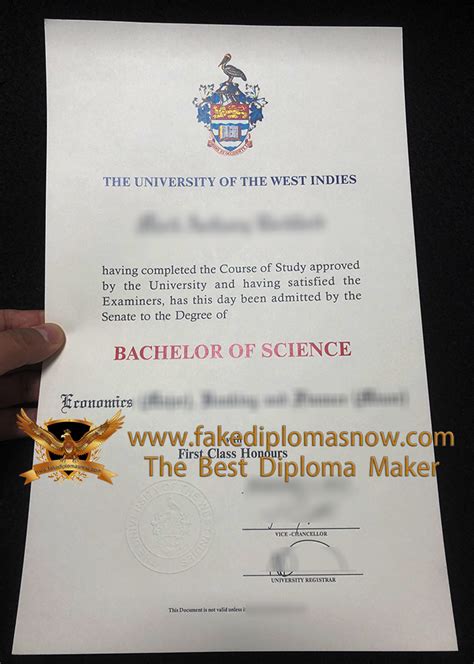 THE UNIVERSITY OF THE WEST INDIES
having completed the Course of Study approved
by the University and having satisfied the
Examiners, has this day been admitted by the
Senate to the Degree of
BACHELOR OF SCIENCE
Economics
www.fakediplomasnow.com
The Best Diploma Maker
www.fakediplomasnow.com
First Class Honours
VICE -CHANCELLOR
UNIVERSITY REGISTRAR
This Document is not valid unless